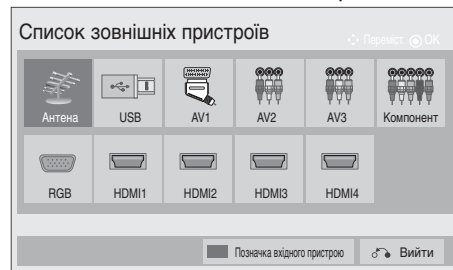 Список зовнішніх пристроїв
Переміст. OK
Антена USB AV1 AV2 AV3 Компонент
RGB HDMI1 HDMI2 HDMI3 HDMI4
Позначка вхідного пристрою Вийти